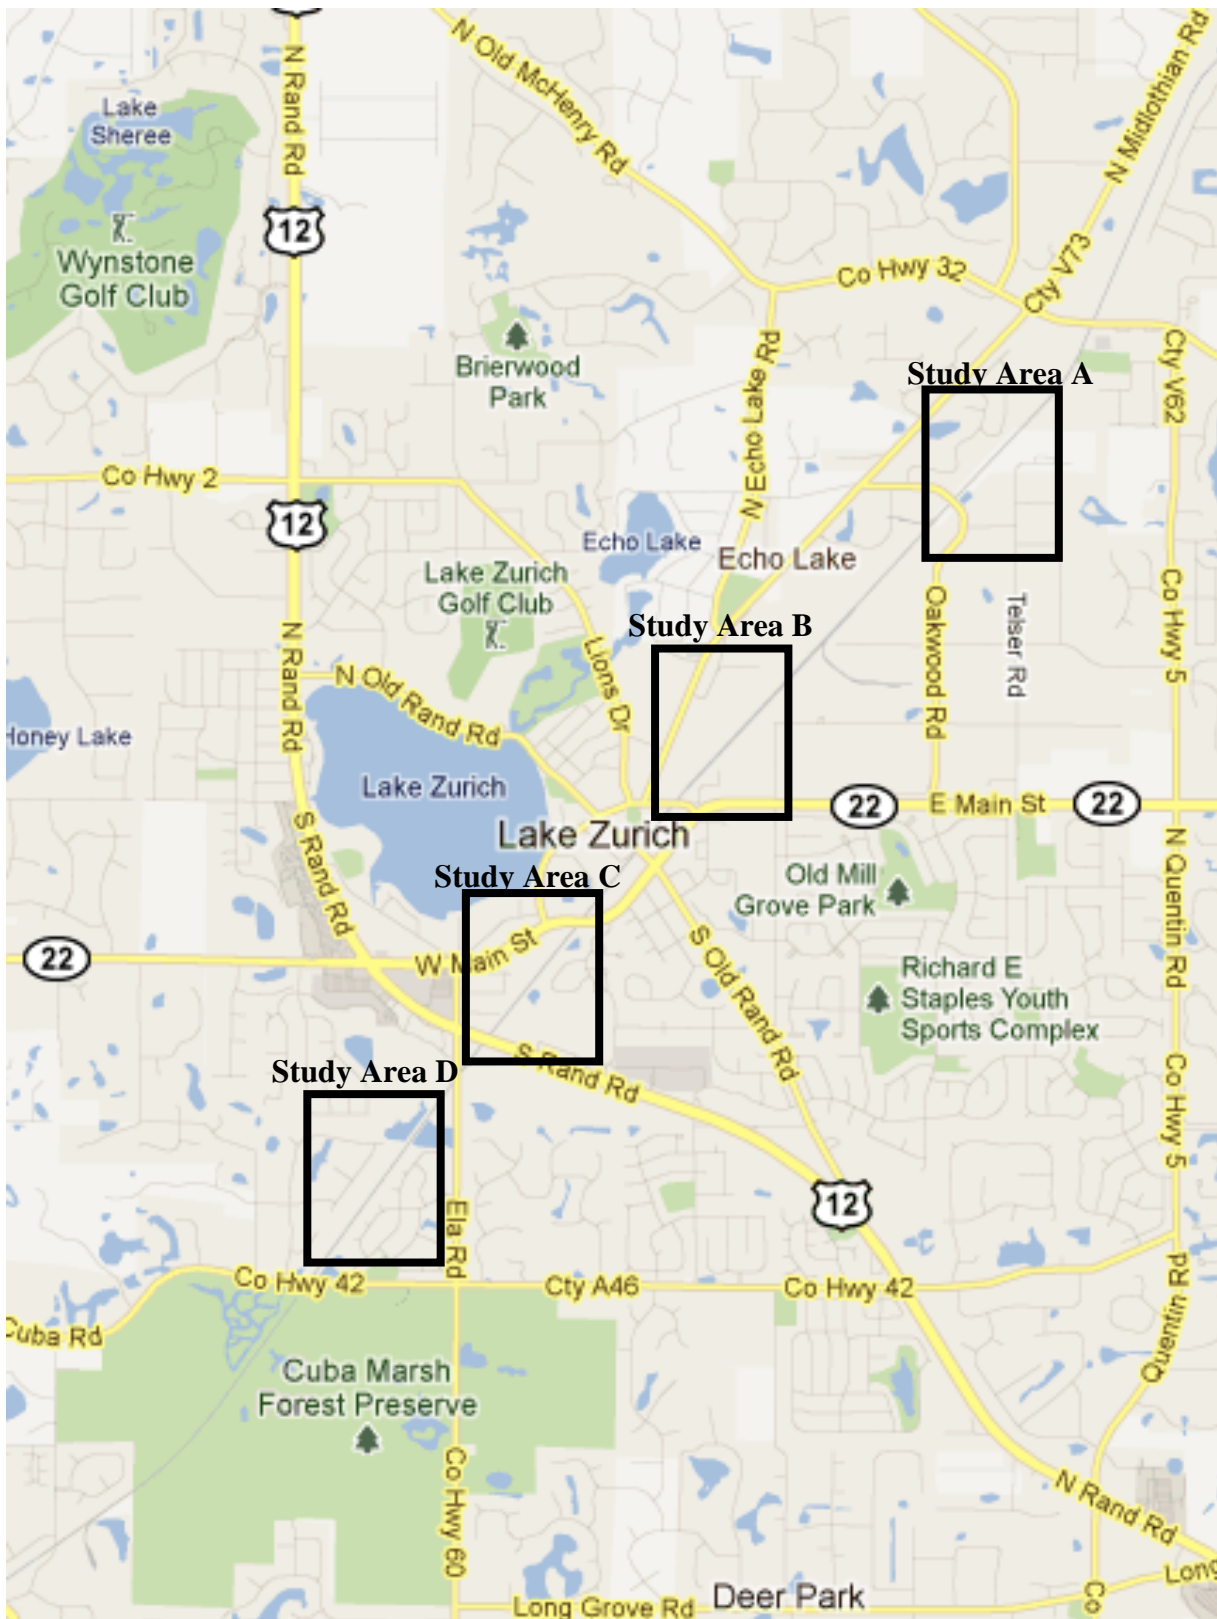 N Rand Rd
N Old McHenry Rd
N Midlothian Rd
Lake
Sheree
12
Wynstone
Golf Club
Co Hwy 32
Cty V73
Brierwood
Park
N Echo Lake Rd
Cty V62
Study Area A
Co Hwy 2
12
Echo Lake
Echo Lake
Lake Zurich
Golf Club
Oakwood Rd
Telser Rd
Co Hwy 5
Study Area B
N Rand Rd
N Old Rand Rd
Lions Dr
Honey Lake
Lake Zurich
22
E Main St
22
S Rand Rd
Lake Zurich
N Quentin Rd
Study Area C
Old Mill
Grove Park
22
W Main St
S Old Rand Rd
Richard E
Staples Youth
Sports Complex
Study Area D
S Rand Rd
Co Hwy 5
12
Ela Rd
Co Hwy 42
Cty A46
Co Hwy 42
Quentin Rd
Cuba Rd
Cuba Marsh
Forest Preserve
Co Hwy 60
N Rand Rd
Long
Co
Deer Park
Long Grove Rd